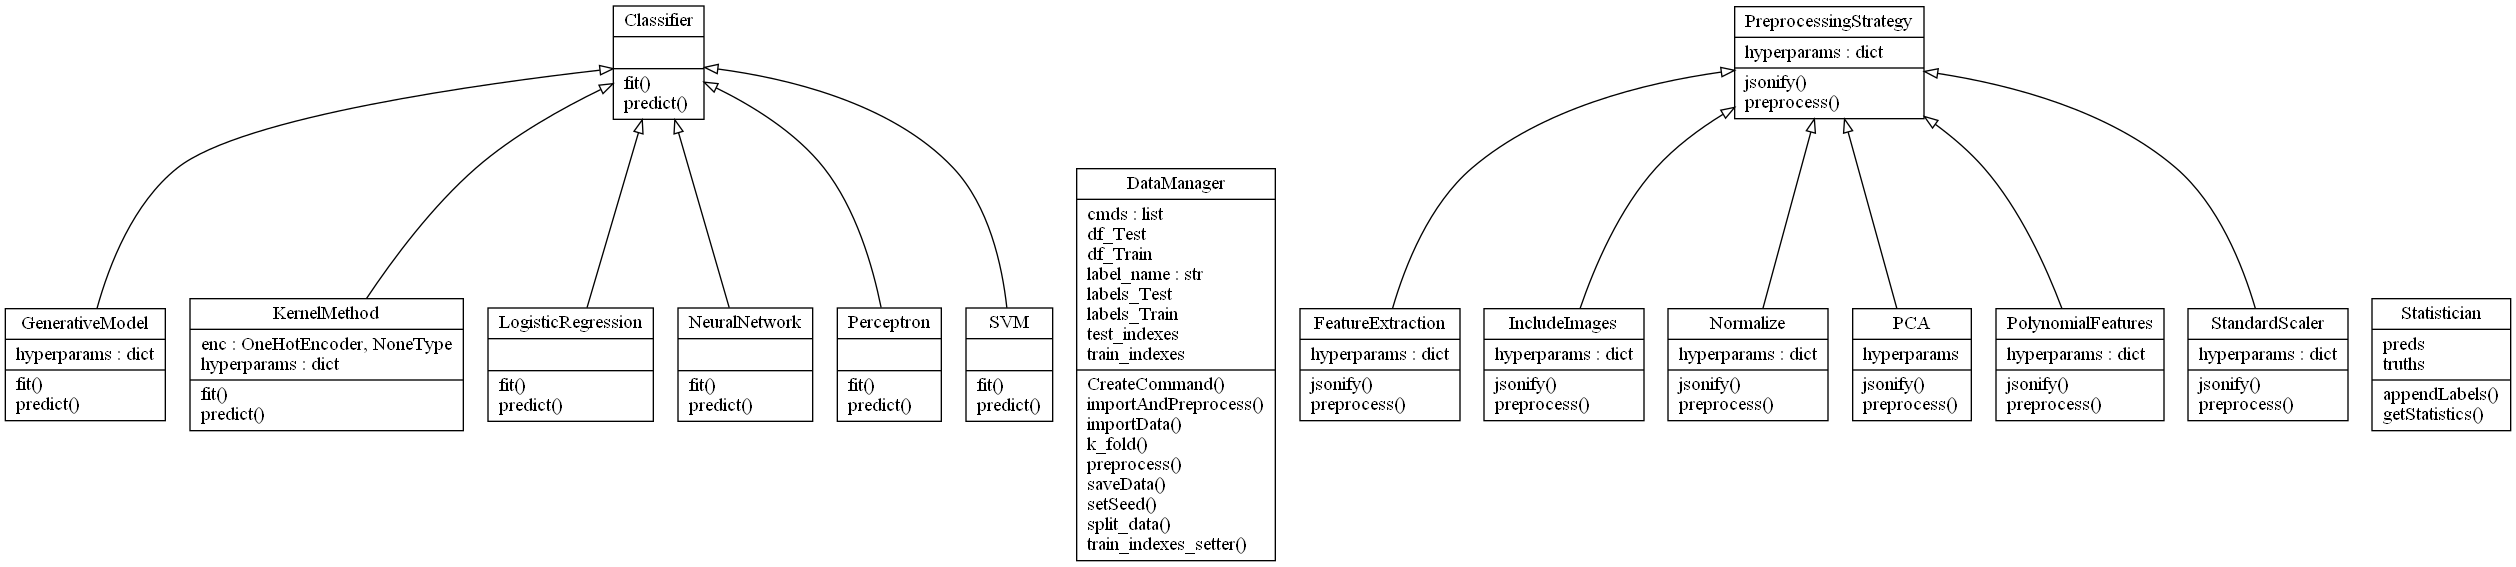 Classifier
fit()
predict()
PreprocessingStrategy
hyperparams : dict
jsonify()
preprocess()
GenerativeModel
hyperparams : dict
fit()
predict()
KernelMethod
enc : OneHotEncoder, NoneType
hyperparams : dict
fit()
predict()
LogisticRegression
fit()
predict()
NeuralNetwork
fit()
predict()
Perceptron
fit()
predict()
SVM
fit()
predict()
DataManager
cmds : list
df_Test
df_Train
label_name : str
labels_Test
labels_Train
test_indexes
train_indexes
CreateCommand()
importAndPreprocess()
importData()
k_fold()
preprocess()
saveData()
setSeed()
split_data()
train_indexes_setter()
FeatureExtraction
hyperparams : dict
jsonify()
preprocess()
IncludeImages
hyperparams : dict
jsonify()
preprocess()
Normalize
hyperparams : dict
jsonify()
preprocess()
PCA
hyperparams
jsonify()
preprocess()
PolynomialFeatures
hyperparams : dict
jsonify()
preprocess()
StandardScaler
hyperparams : dict
jsonify()
preprocess()
Statistician
preds
truths
appendLabels()
getStatistics()